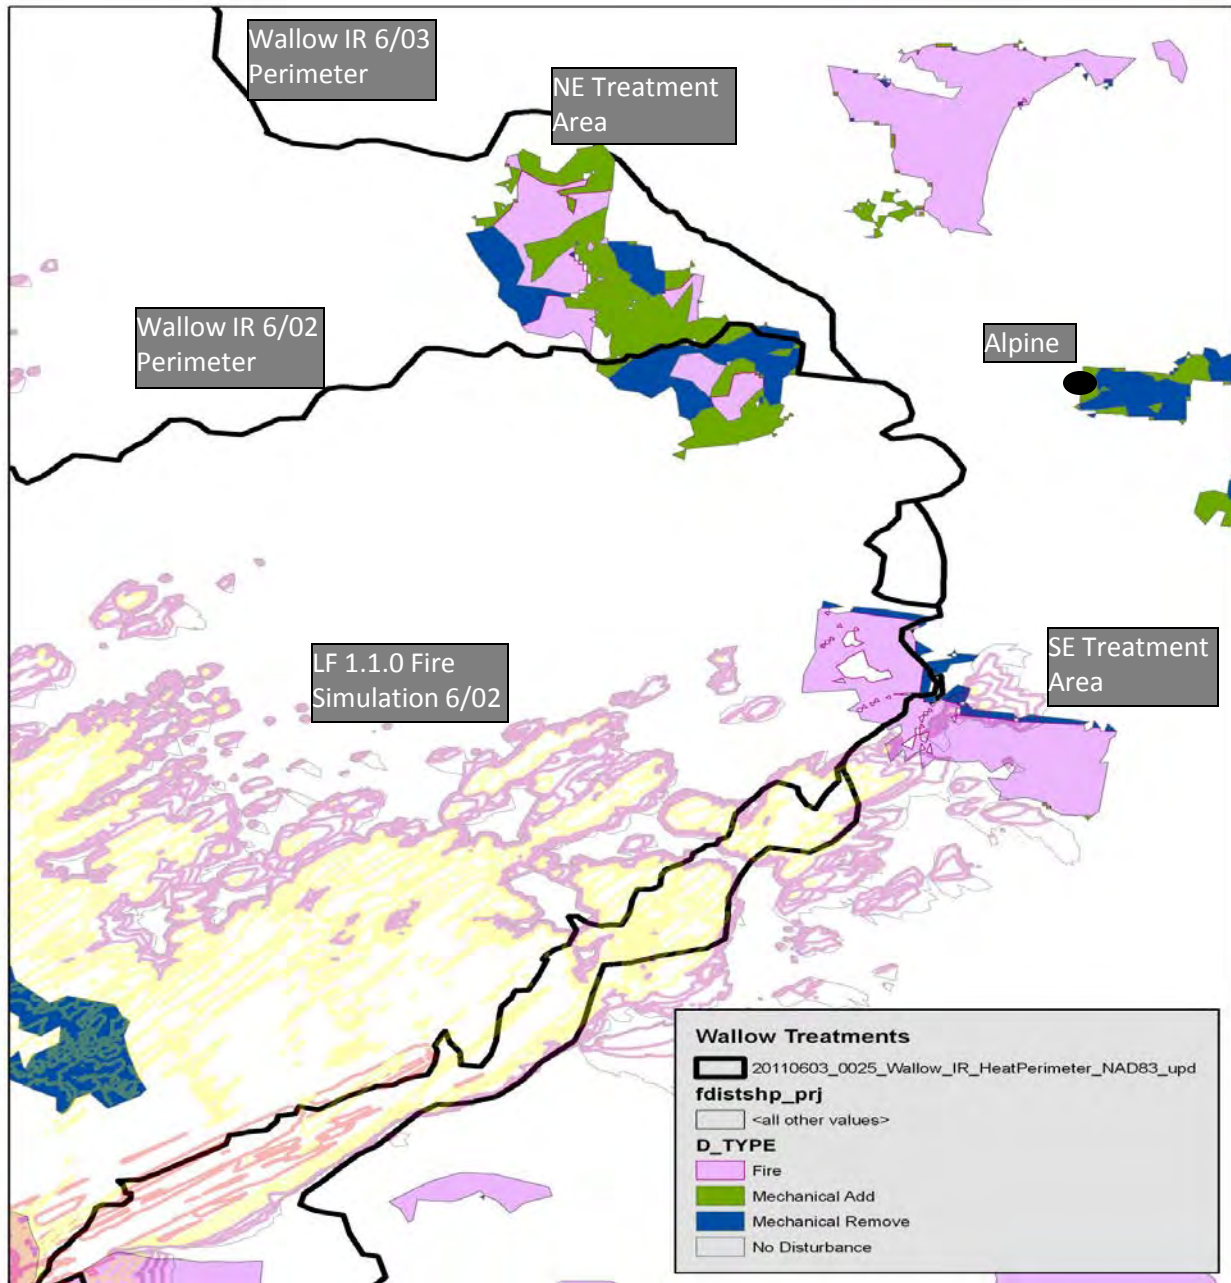 Wallow IR 6/03
Perimeter
NE Treatment
Area
Wallow IR 6/02
Perimeter
Alpine
LF 1.1.0 Fire
Simulation 6/02
SE Treatment
Area
Wallow Treatments
20110603_0025_Wallow_IR_HeatPerimeter_NAD83_upd
fdistshp_prj
<all other values>
D_TYPE
Fire
Mechanical Add
Mechanical Remove
No Disturbance